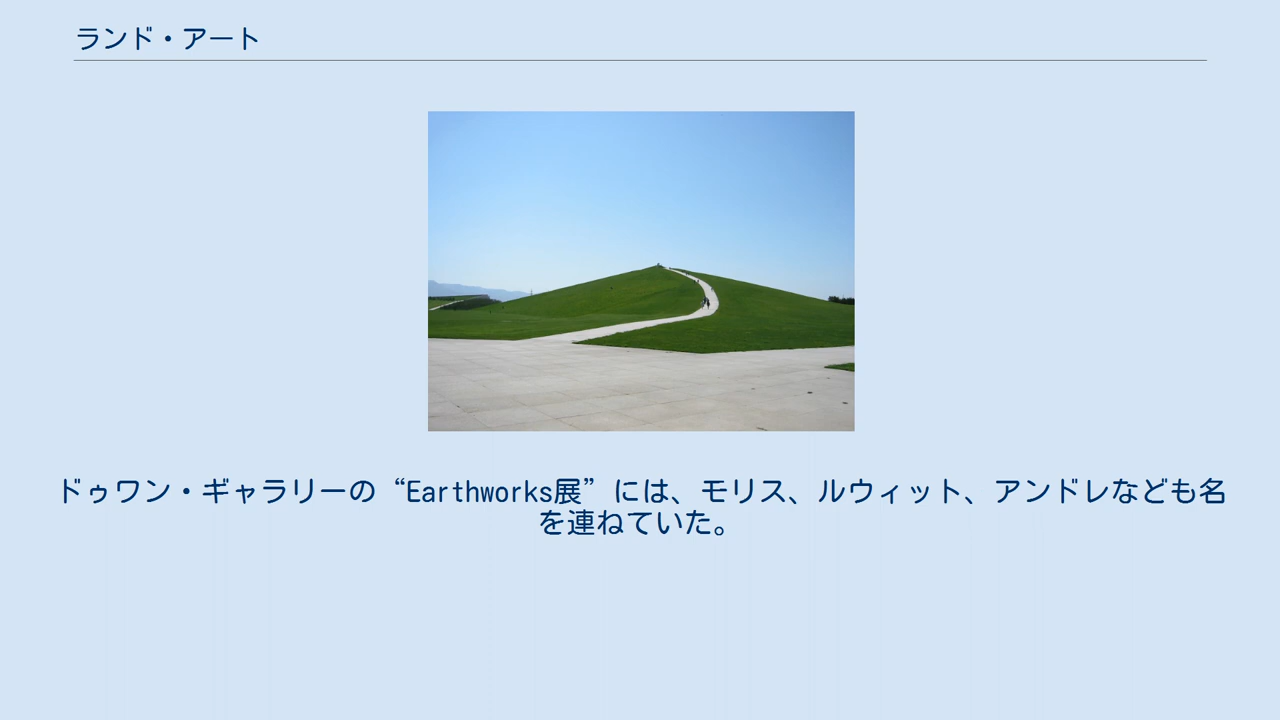 ランド・アート
ドゥワン・ギャラリーの“Earthworks展”には、モリス、ルウィット、アンドレなども名
を連ねていた。